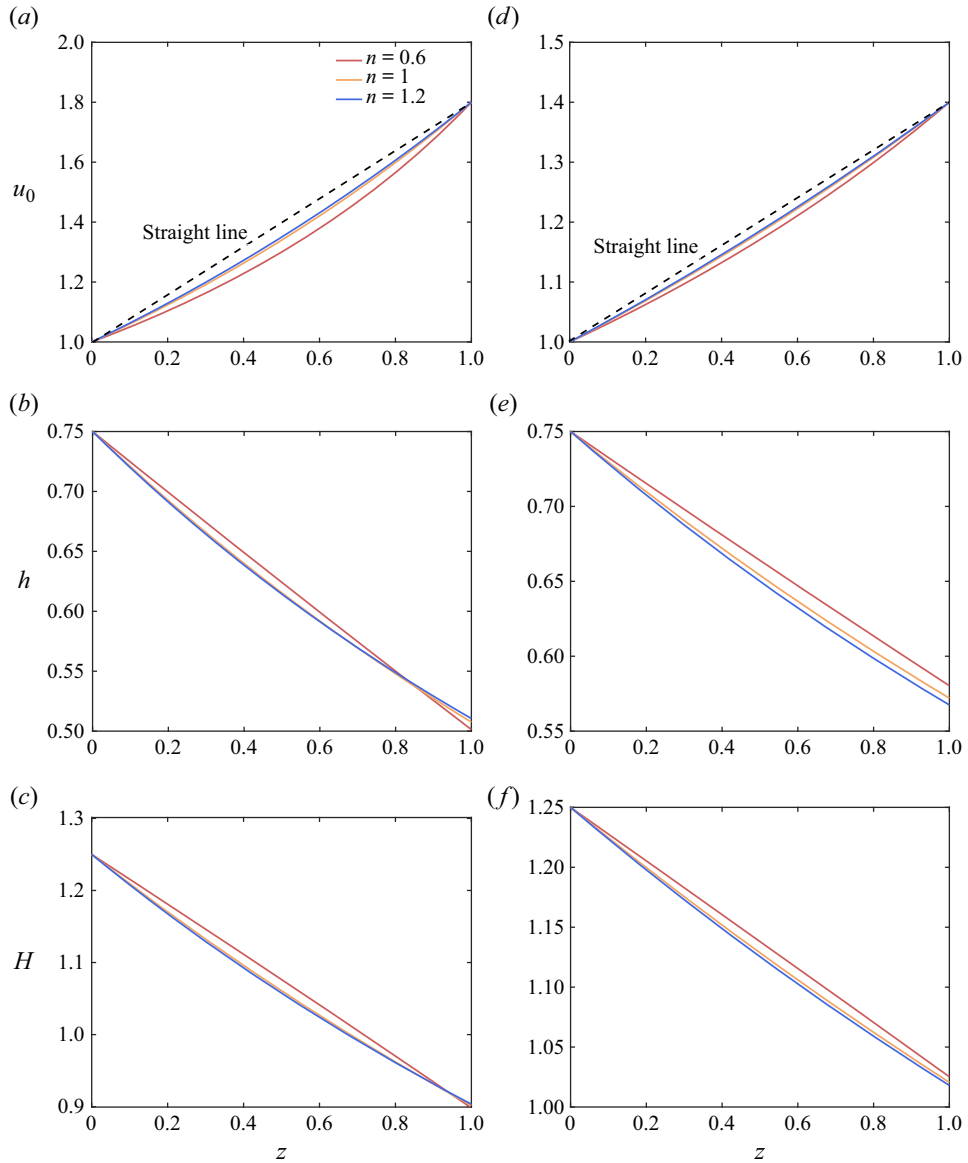 (a)
2.0
1.8
1.6
1.4
1.2
1.0
u0
n = 0.6
n = 1
n = 1.2
Straight line
0 0.2 0.4 0.6 0.8 1.0
(d)
1.5
1.4
1.3
1.2
1.1
1.0
Straight line
0 0.2 0.4 0.6 0.8 1.0
(b)
0.75
0.70
0.65
0.60
0.55
0.50
h
0 0.2 0.4 0.6 0.8 1.0
(e)
0.75
0.70
0.65
0.60
0.55
0 0.2 0.4 0.6 0.8 1.0
(c)
1.3
1.2
1.1
1.0
0.9
H
0 0.2 0.4 0.6 0.8 1.0
z
(f)
1.25
1.20
1.15
1.10
1.05
1.00
0 0.2 0.4 0.6 0.8 1.0
z